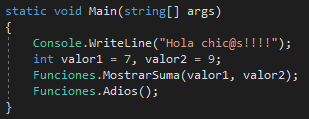 static void Main(string[] args)
{
    Console.WriteLine("Hola chic@s!!!!");
    int valor1 = 7, valor2 = 9;
    Funciones.MostrarSuma(valor1, valor2);
    Funciones.Adios();
}